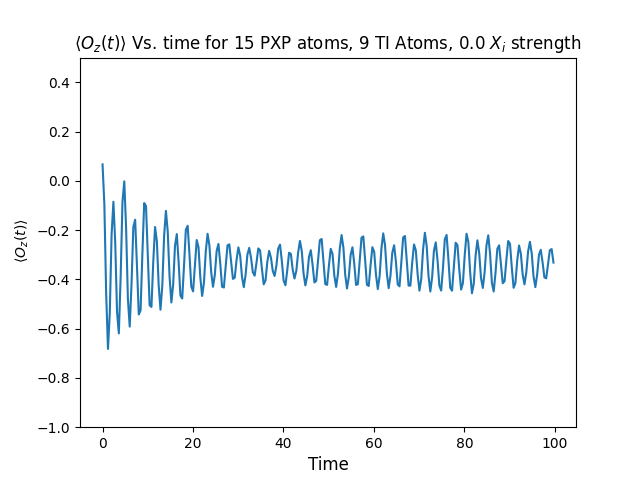 ⟨O_z(t)⟩ Vs. time for 15 PXP atoms, 9 TI Atoms, 0.0 X_i strength
0.4
0.2
0.0
−0.2
⟨O_z(t)⟩
−0.4
−0.6
−0.8
−1.0
0 20 40 60 80 100
Time